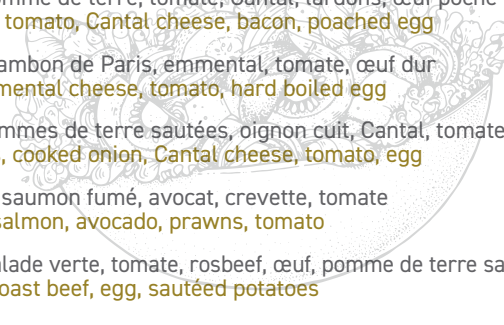 omme de terre, tomate, Cantal, lardons, œuf poché
tomato, Cantal cheese, bacon, poached egg
ambon de Paris, emmental, tomate, œuf dur
mental cheese, tomato, hard boiled egg
mmes de terre sautées, oignon cuit, Cantal, tomate
, cooked onion, Cantal cheese, tomato, egg
saumon fumé, avocat, crevette, tomate
salmon, avocado, prawns, tomato
alade verte, tomate, rosbeef, œuf, pomme de terre sa
oast beef, egg, sautéed potatoes